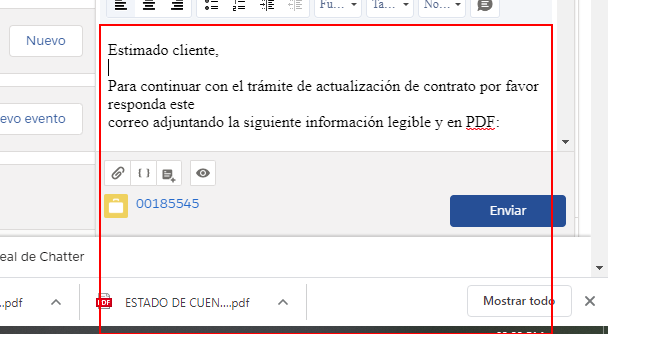 Fu...
Ta...
No...
Nuevo
Estimado cliente,
Para continuar con el trámite de actualización de contrato por favor
responda este
evo evento
correo adjuntando la siguiente información legible y en PDF:
00185545
Enviar
eal de Chatter
...pdf
ESTADO DE CUEN....pdf
Mostrar todo